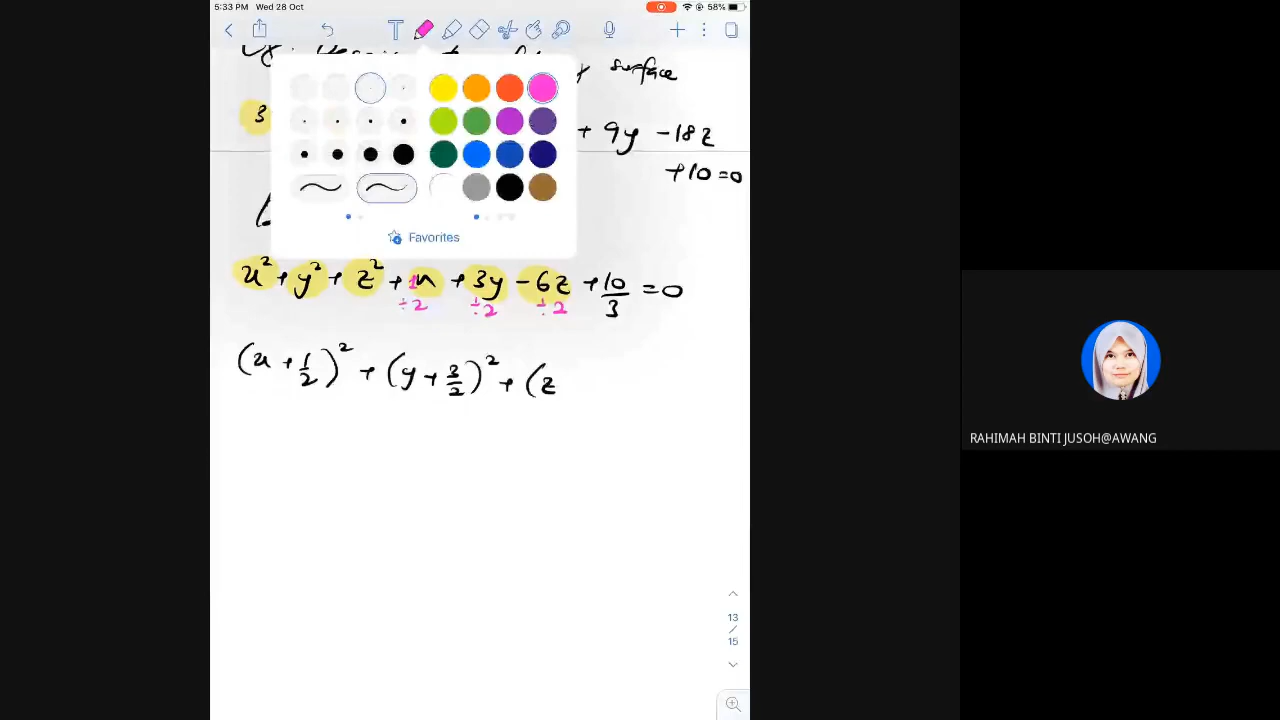 5:33 PM Wed 28 Oct 58%
T
surface
3 + 9y - 18z
+10 = 0
Favorites
x² + y² + z² + 1x + 3y - 6z + 10/3 = 0
÷2 ÷2 ÷2
(x + 1/2)² + (y + 3/2)² + (z
RAHIMAH BINTI JUSOH@AWANG
13
/
15